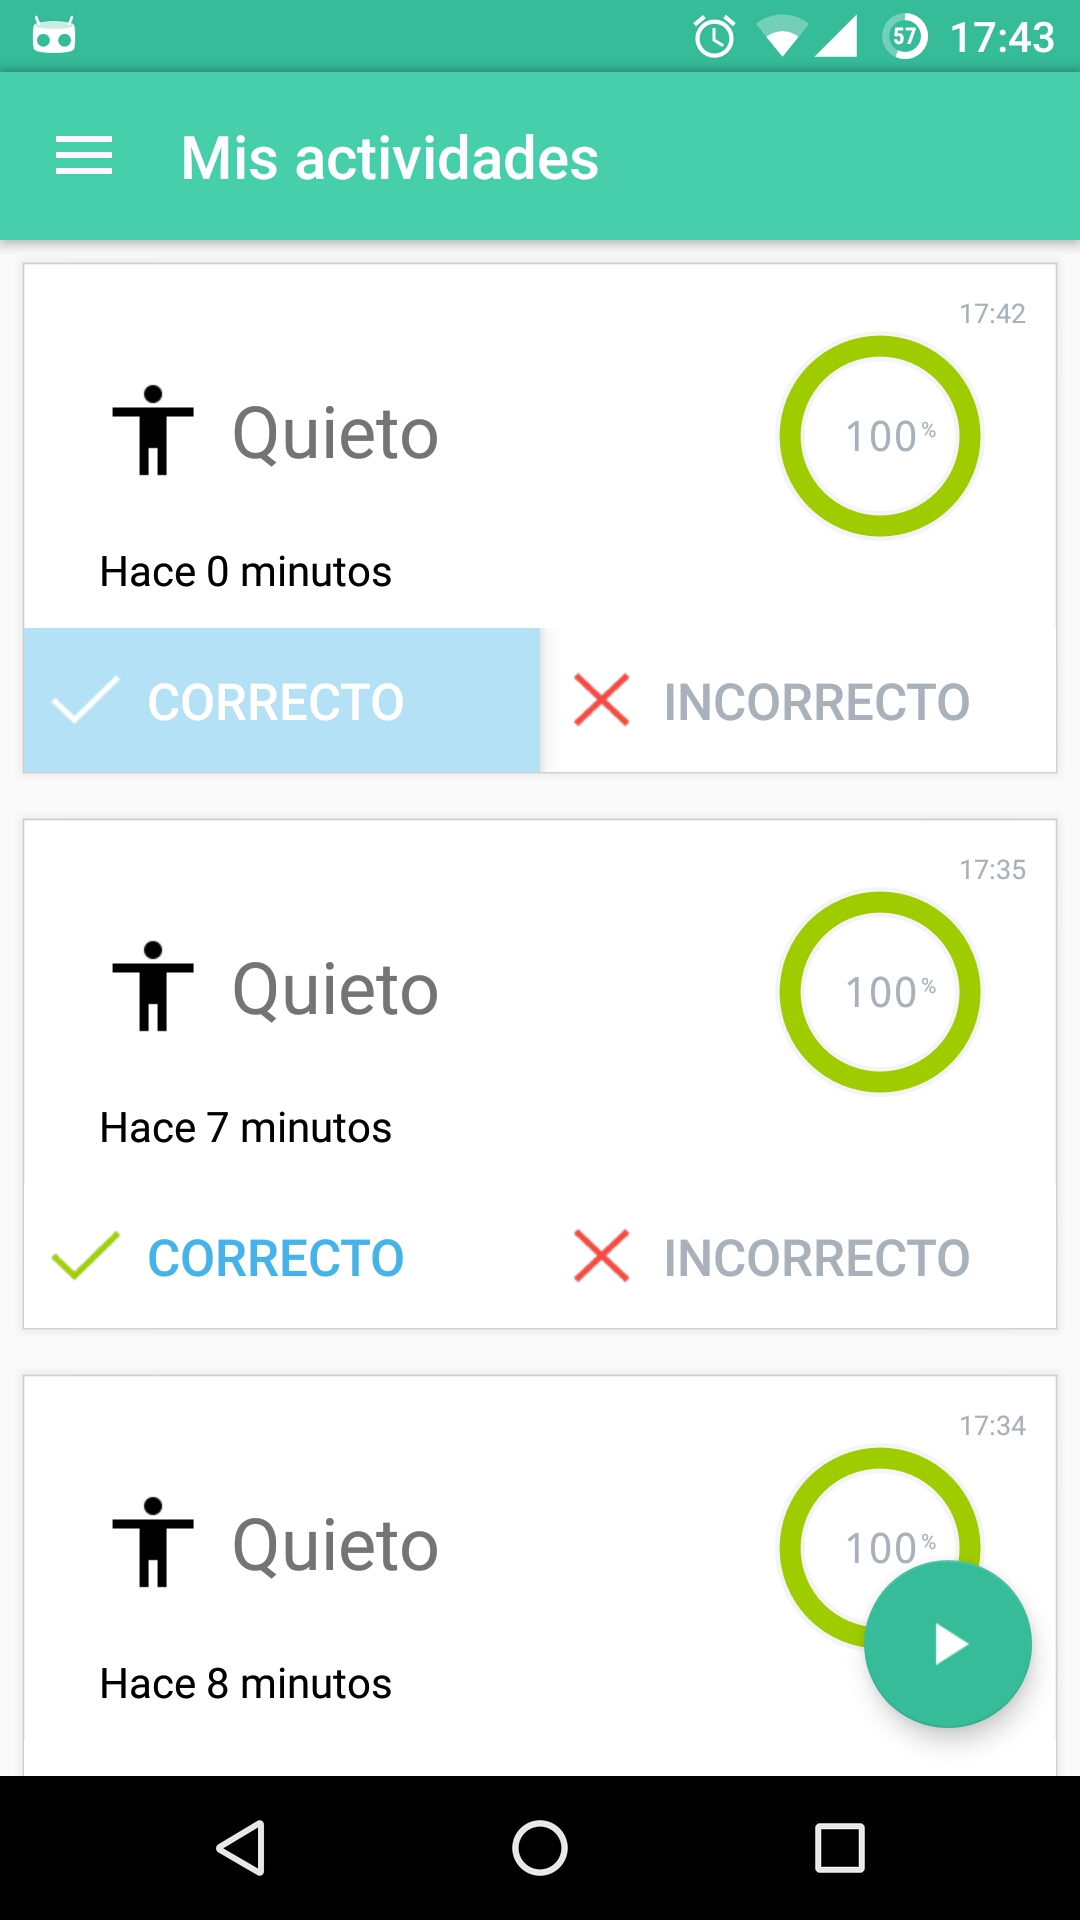 57 17:43
Mis actividades
17:42
Quieto
100%
Hace 0 minutos
CORRECTO INCORRECTO
17:35
Quieto
100%
Hace 7 minutos
CORRECTO INCORRECTO
17:34
Quieto
100%
Hace 8 minutos